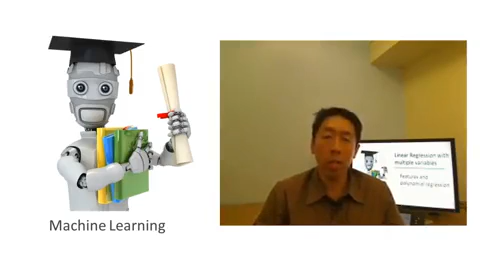 Machine Learning
Linear Regression with
multiple variables
Features and
polynomial regression